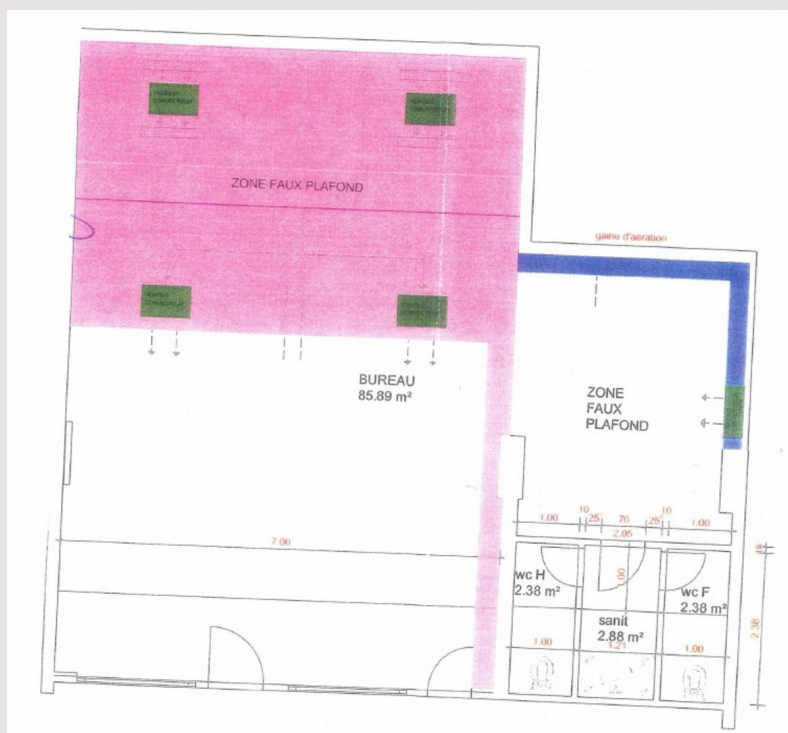 ZONE FAUX PLAFOND
gaine d'aeration
BUREAU
85.89 m²
ZONE
FAUX
PLAFOND
10
10
1.00
25
70
25
1.00
2.05
7.00
1.00
wc H
2.38 m²
wc F
2.38 m²
sanit
2.88 m²
2.38
1.00
1.21
1.00